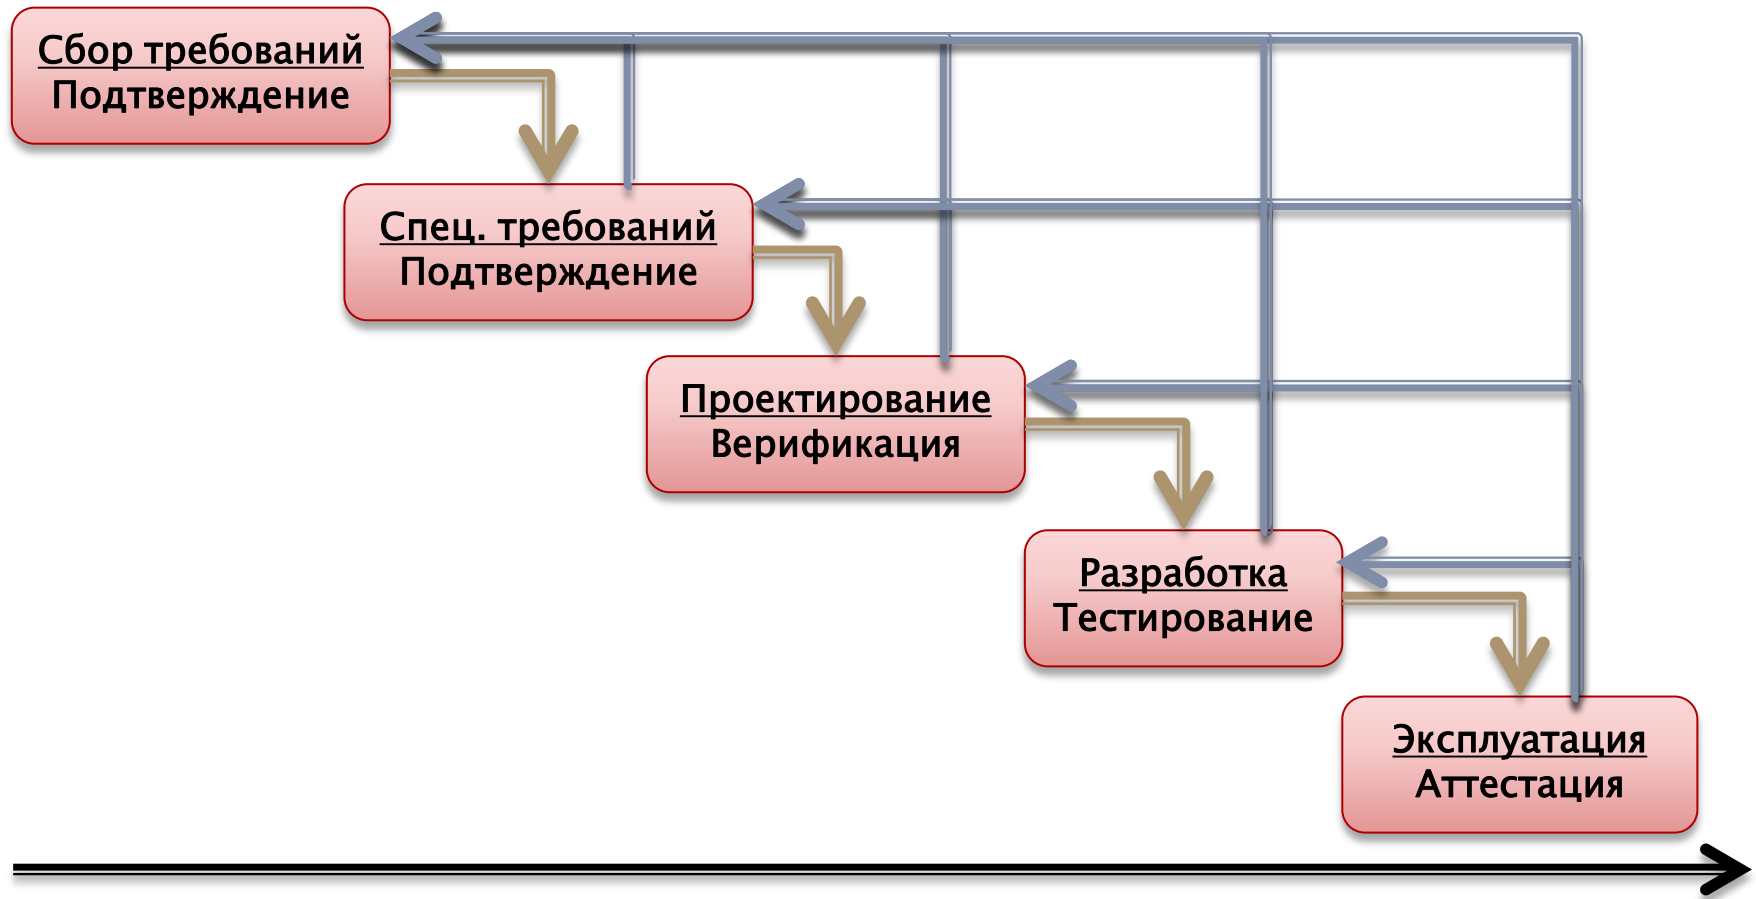 Сбор требований
Подтверждение
Спец. требований
Подтверждение
Проектирование
Верификация
Разработка
Тестирование
Эксплуатация
Аттестация